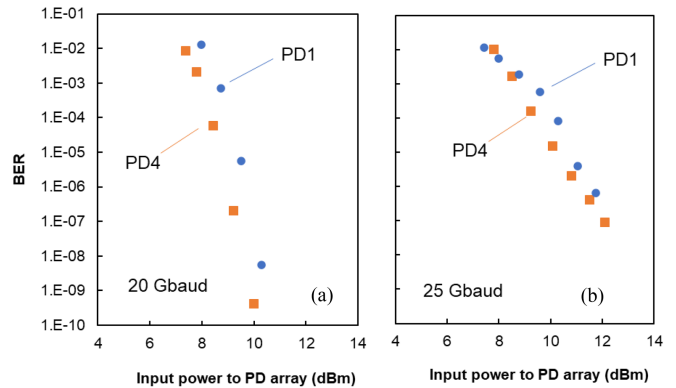 1.E-01
1.E-02
1.E-03
1.E-04
1.E-05
1.E-06
1.E-07
1.E-08
1.E-09
1.E-10
BER
PD1
PD4
20 Gbaud
(a)
4 6 8 10 12 14
Input power to PD array (dBm)
PD1
PD4
25 Gbaud
(b)
4 6 8 10 12 14
Input power to PD array (dBm)